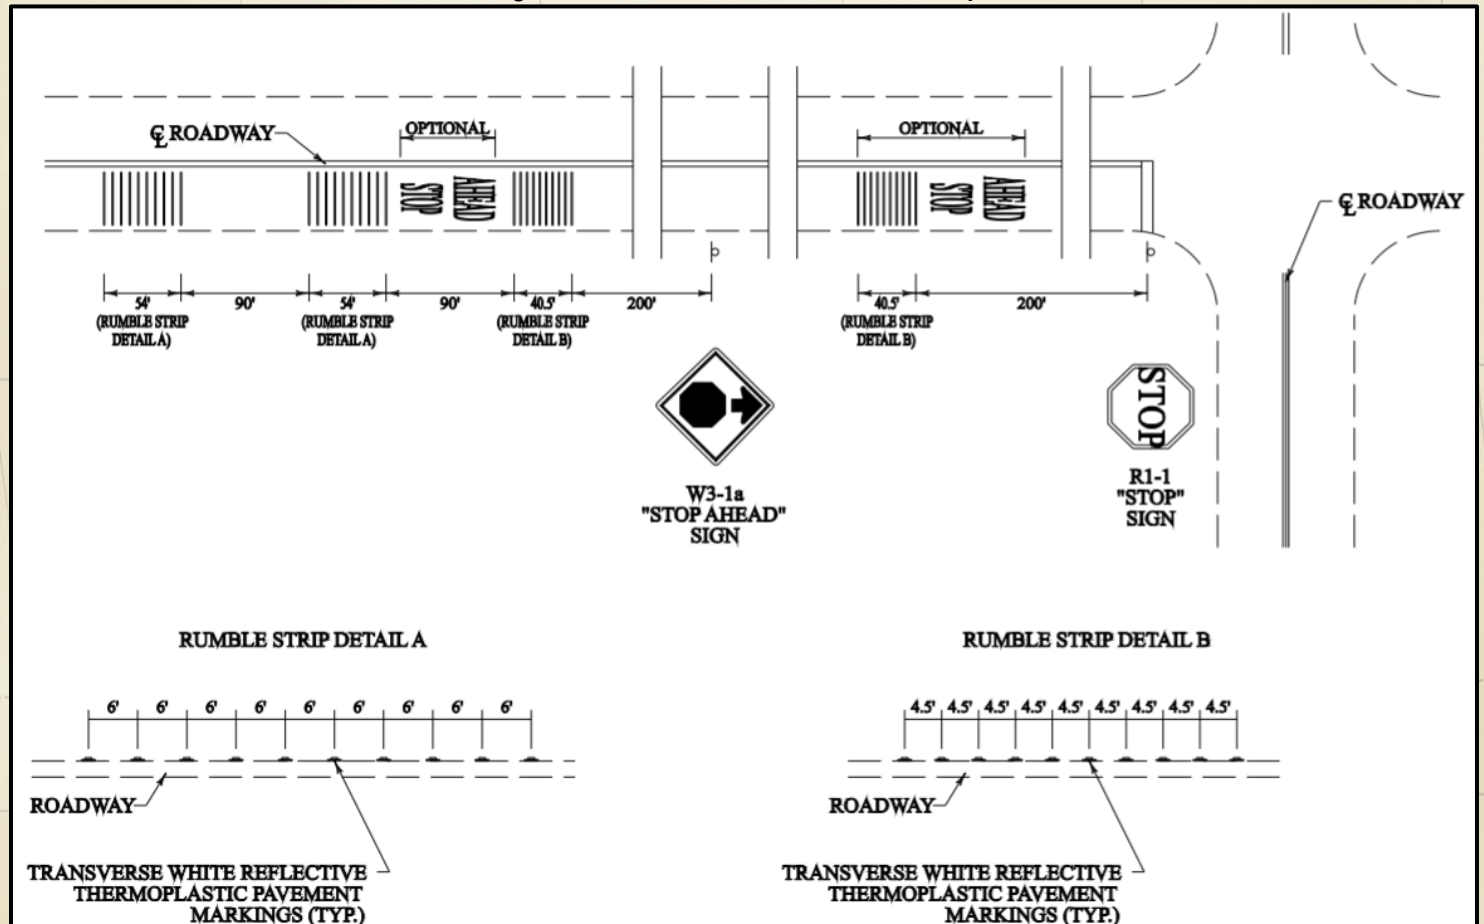 OPTIONAL
OPTIONAL
℄ ROADWAY
STOP
AHEAD
STOP
AHEAD
℄ ROADWAY
54'
(RUMBLE STRIP
DETAIL A)
90'
54'
(RUMBLE STRIP
DETAIL A)
90'
40.5'
(RUMBLE STRIP
DETAIL B)
200'
40.5'
(RUMBLE STRIP
DETAIL B)
200'
W3-1a
"STOP AHEAD"
SIGN
STOP
R1-1
"STOP"
SIGN
RUMBLE STRIP DETAIL A
6' 6' 6' 6' 6' 6' 6' 6' 6'
ROADWAY
TRANSVERSE WHITE REFLECTIVE
THERMOPLASTIC PAVEMENT
MARKINGS (TYP.)
RUMBLE STRIP DETAIL B
4.5' 4.5' 4.5' 4.5' 4.5' 4.5' 4.5' 4.5' 4.5'
ROADWAY
TRANSVERSE WHITE REFLECTIVE
THERMOPLASTIC PAVEMENT
MARKINGS (TYP.)